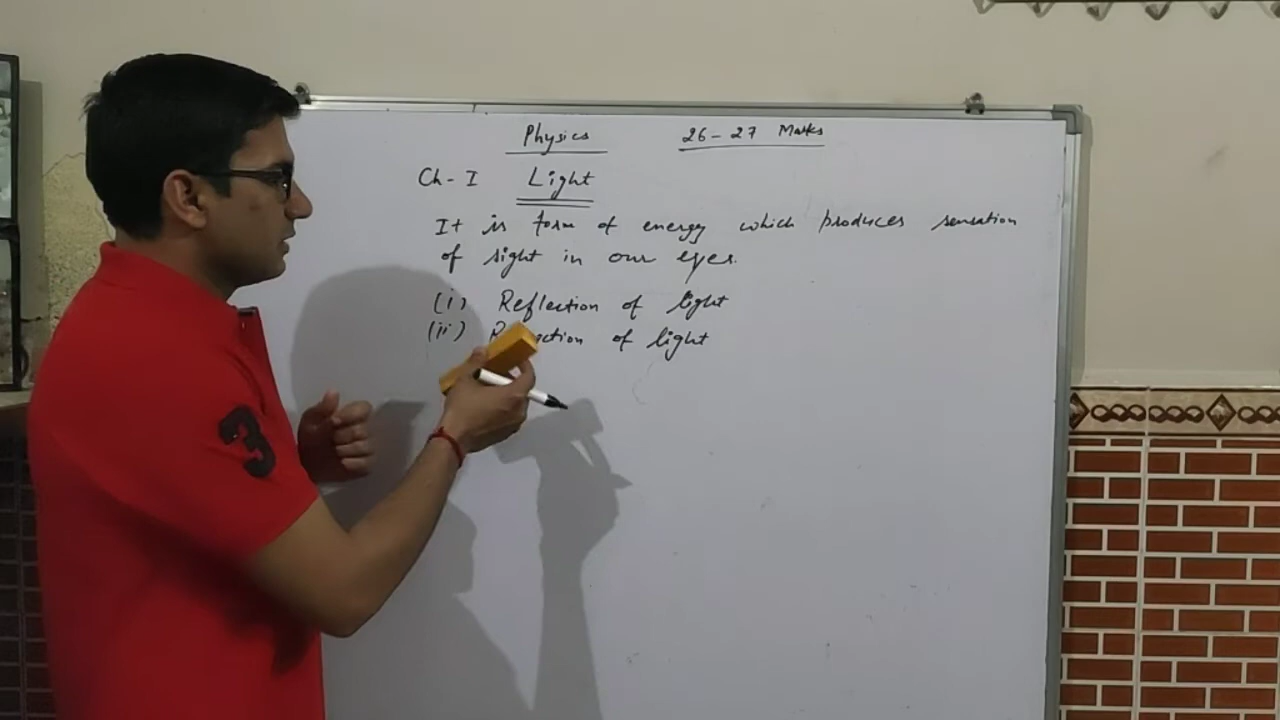 Physics 26-27 Marks
Ch-I Light
It is form of energy which produces sensation
of sight in our eyes.
(i) Reflection of light
(ii) of light
3